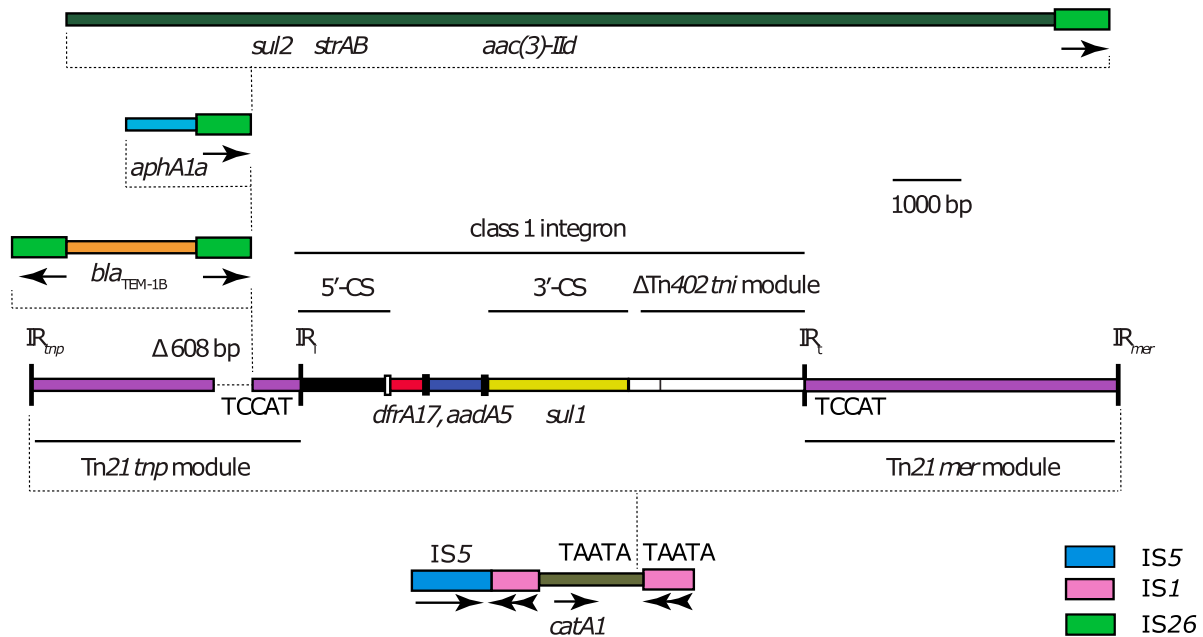 sul2 strAB aac(3)-IId
aphA1a
1000 bp
class 1 integron
blaTEM-1B
5’-CS 3’-CS ΔTn402 tni module
IRtnp Δ 608 bp IRi IRt IRmer
TCCAT TCCAT
dfrA17, aadA5 sul1
Tn21 tnp module Tn21 mer module
IS5 TAATA TAATA
catA1
IS5
IS1
IS26